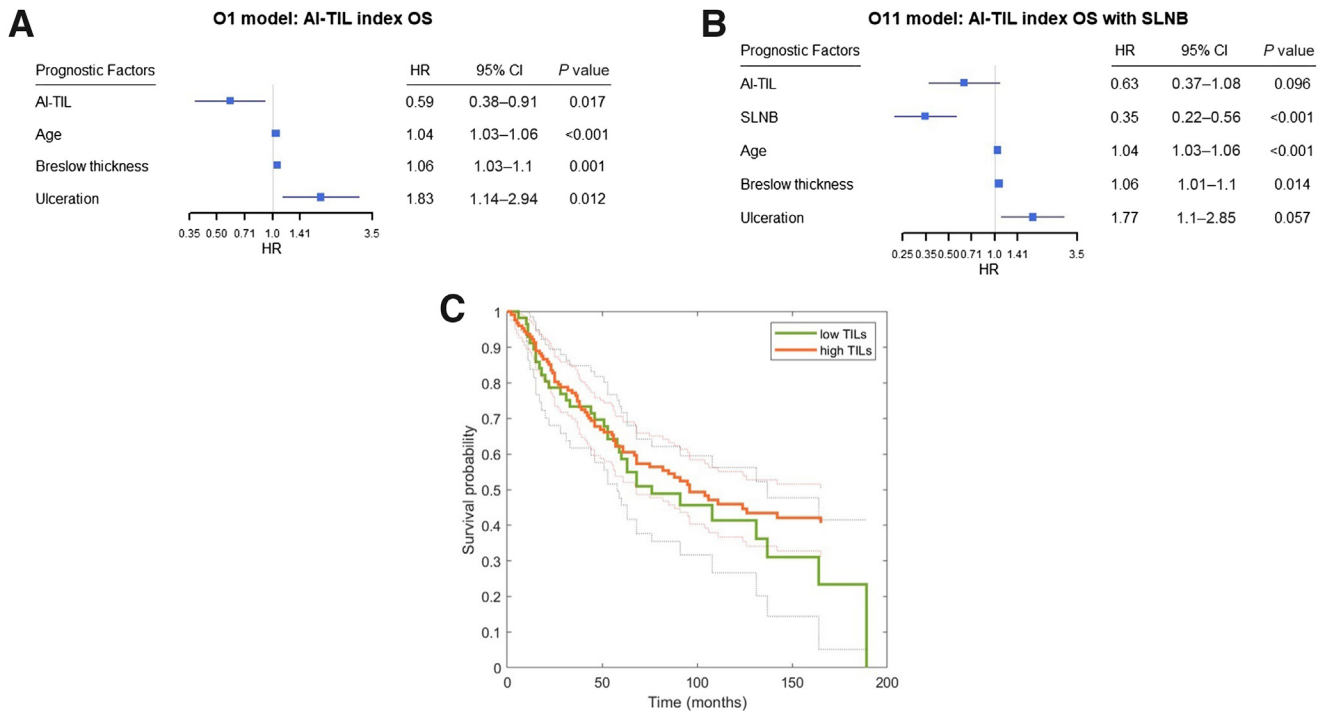 A
O1 model: AI-TIL index OS
Prognostic Factors HR 95% CI P value
AI-TIL 0.59 0.38–0.91 0.017
Age 1.04 1.03–1.06 <0.001
Breslow thickness 1.06 1.03–1.1 0.001
Ulceration 1.83 1.14–2.94 0.012
0.35 0.50 0.71 1.0 1.41 3.5
HR
B
O11 model: AI-TIL index OS with SLNB
Prognostic Factors HR 95% CI P value
AI-TIL 0.63 0.37–1.08 0.096
SLNB 0.35 0.22–0.56 <0.001
Age 1.04 1.03–1.06 <0.001
Breslow thickness 1.06 1.01–1.1 0.014
Ulceration 1.77 1.1–2.85 0.057
0.25 0.35 0.50 0.71 1.0 1.41 3.5
HR
C
low TILs
high TILs
Survival probability
1
0.9
0.8
0.7
0.6
0.5
0.4
0.3
0.2
0.1
0
0 50 100 150 200
Time (months)